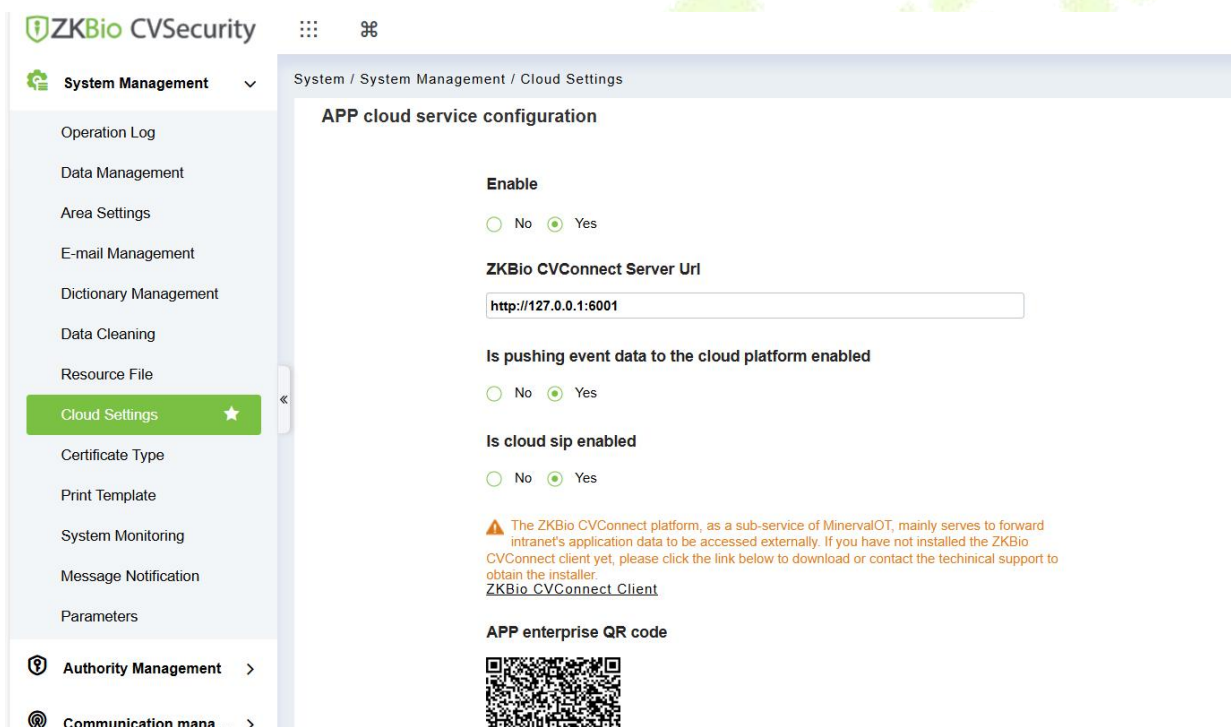 ZKBio CVSecurity
System Management
Operation Log
Data Management
Area Settings
E-mail Management
Dictionary Management
Data Cleaning
Resource File
Cloud Settings
Certificate Type
Print Template
System Monitoring
Message Notification
Parameters
Authority Management
Communication mana
System / System Management / Cloud Settings
APP cloud service configuration
Enable
No Yes
ZKBio CVConnect Server Url
http://127.0.0.1:6001
Is pushing event data to the cloud platform enabled
No Yes
Is cloud sip enabled
No Yes
The ZKBio CVConnect platform, as a sub-service of MinervaIOT, mainly serves to forward
intranet's application data to be accessed externally. If you have not installed the ZKBio
CVConnect client yet, please click the link below to download or contact the techinical support to
obtain the installer.
ZKBio CVConnect Client
APP enterprise QR code